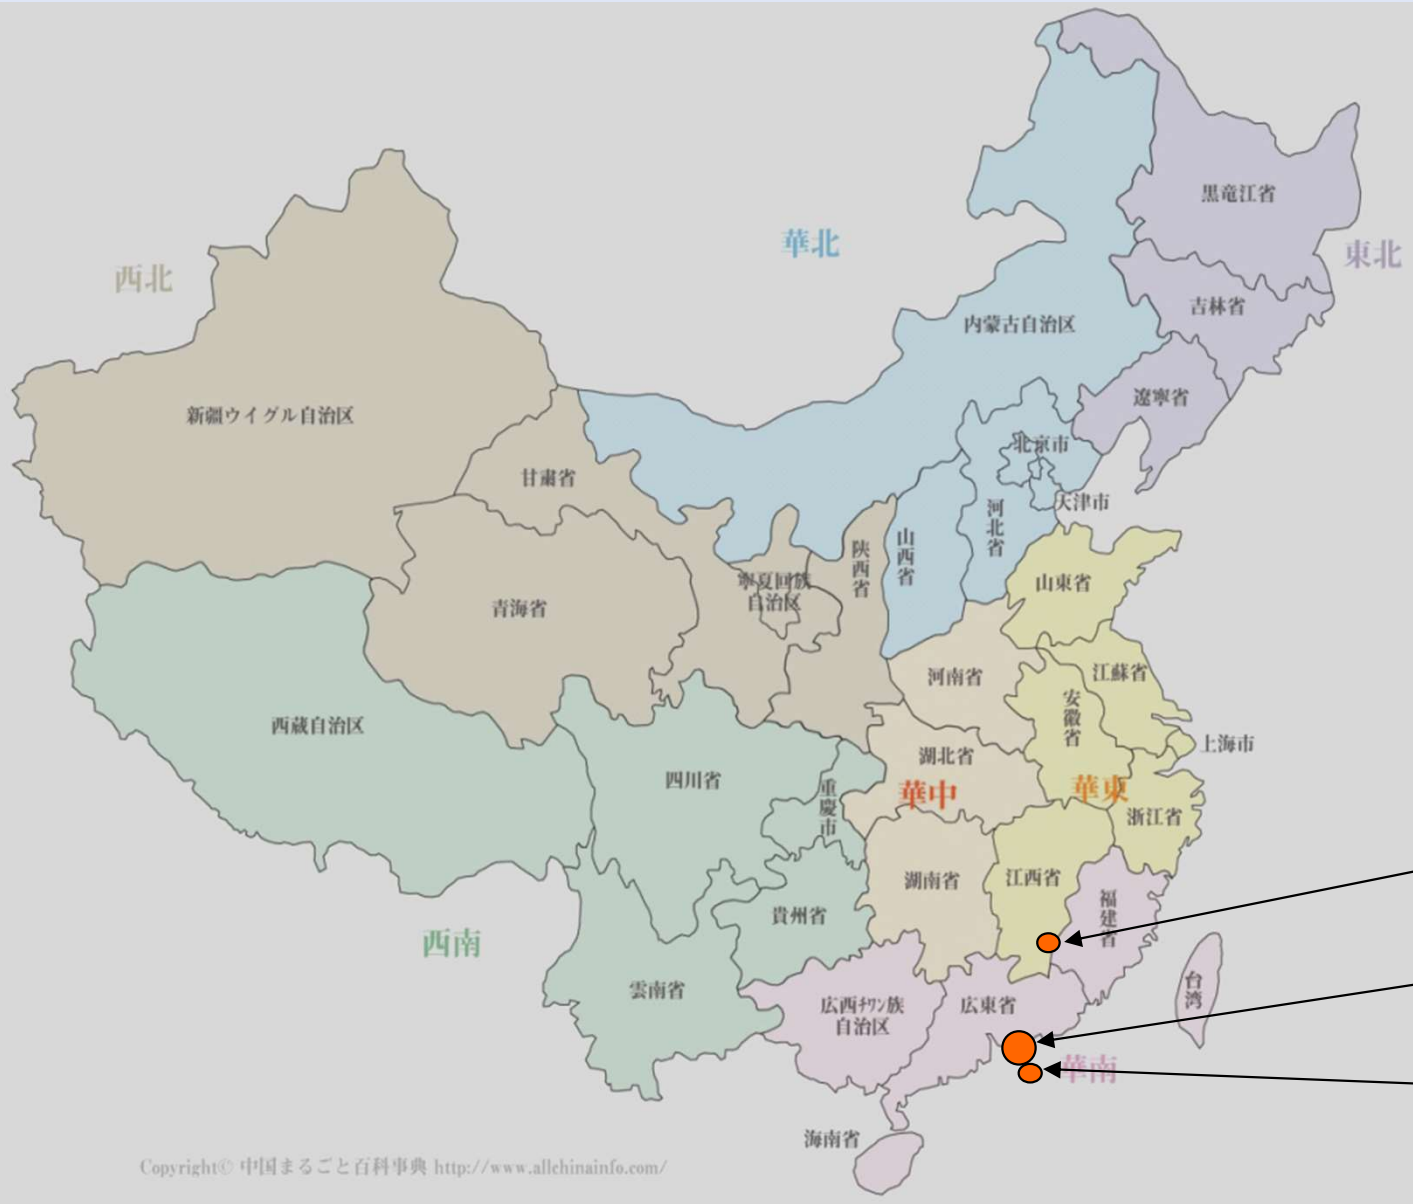 黒竜江省
華北
東北
西北
吉林省
内蒙古自治区
遼寧省
新疆ウイグル自治区
北京市
甘粛省
天津市
河北省
山西省
陕西省
寧夏回族
自治区
山東省
青海省
江蘇省
河南省
安徽省
西蔵自治区
上海市
湖北省
四川省
重慶市
華中
華東
浙江省
湖南省
江西省
福建省
貴州省
西南
台湾
雲南省
広西ﾁﾜﾝ族
自治区
広東省
華南
海南省
Copyright© 中国まるごと百科事典 http://www.allchinainfo.com/